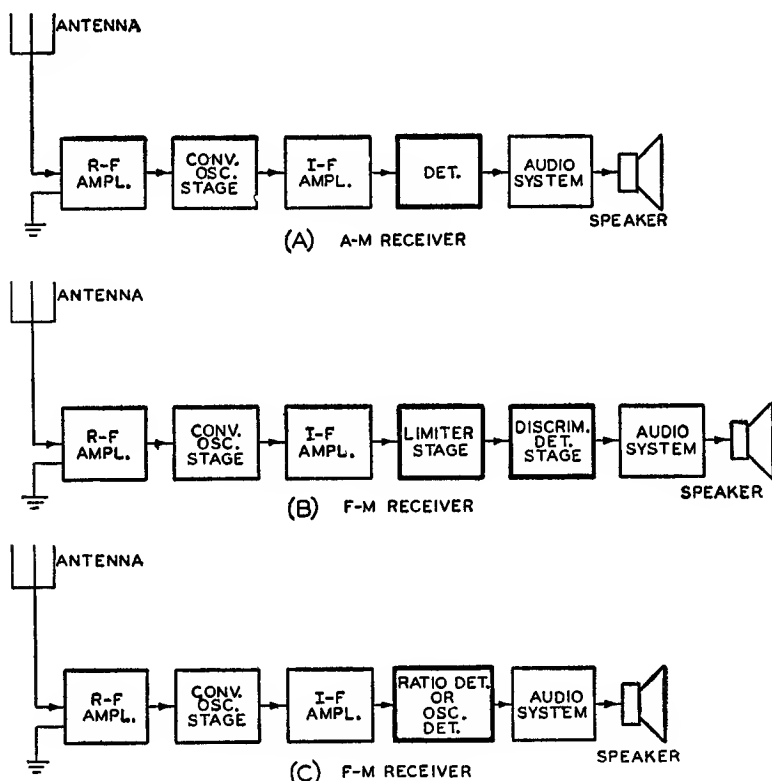 ANTENNA
R-F
AMPL.
CONV.
OSC.
STAGE
I-F
AMPL.
DET.
AUDIO
SYSTEM
SPEAKER
(A) A-M RECEIVER
ANTENNA
R-F
AMPL.
CONV.
OSC.
STAGE
I-F
AMPL.
LIMITER
STAGE
DISCRIM.
DET.
STAGE
AUDIO
SYSTEM
SPEAKER
(B) F-M RECEIVER
ANTENNA
R-F
AMPL.
CONV.
OSC.
STAGE
I-F
AMPL.
RATIO DET.
OR
OSC.
DET.
AUDIO
SYSTEM
SPEAKER
(C) F-M RECEIVER